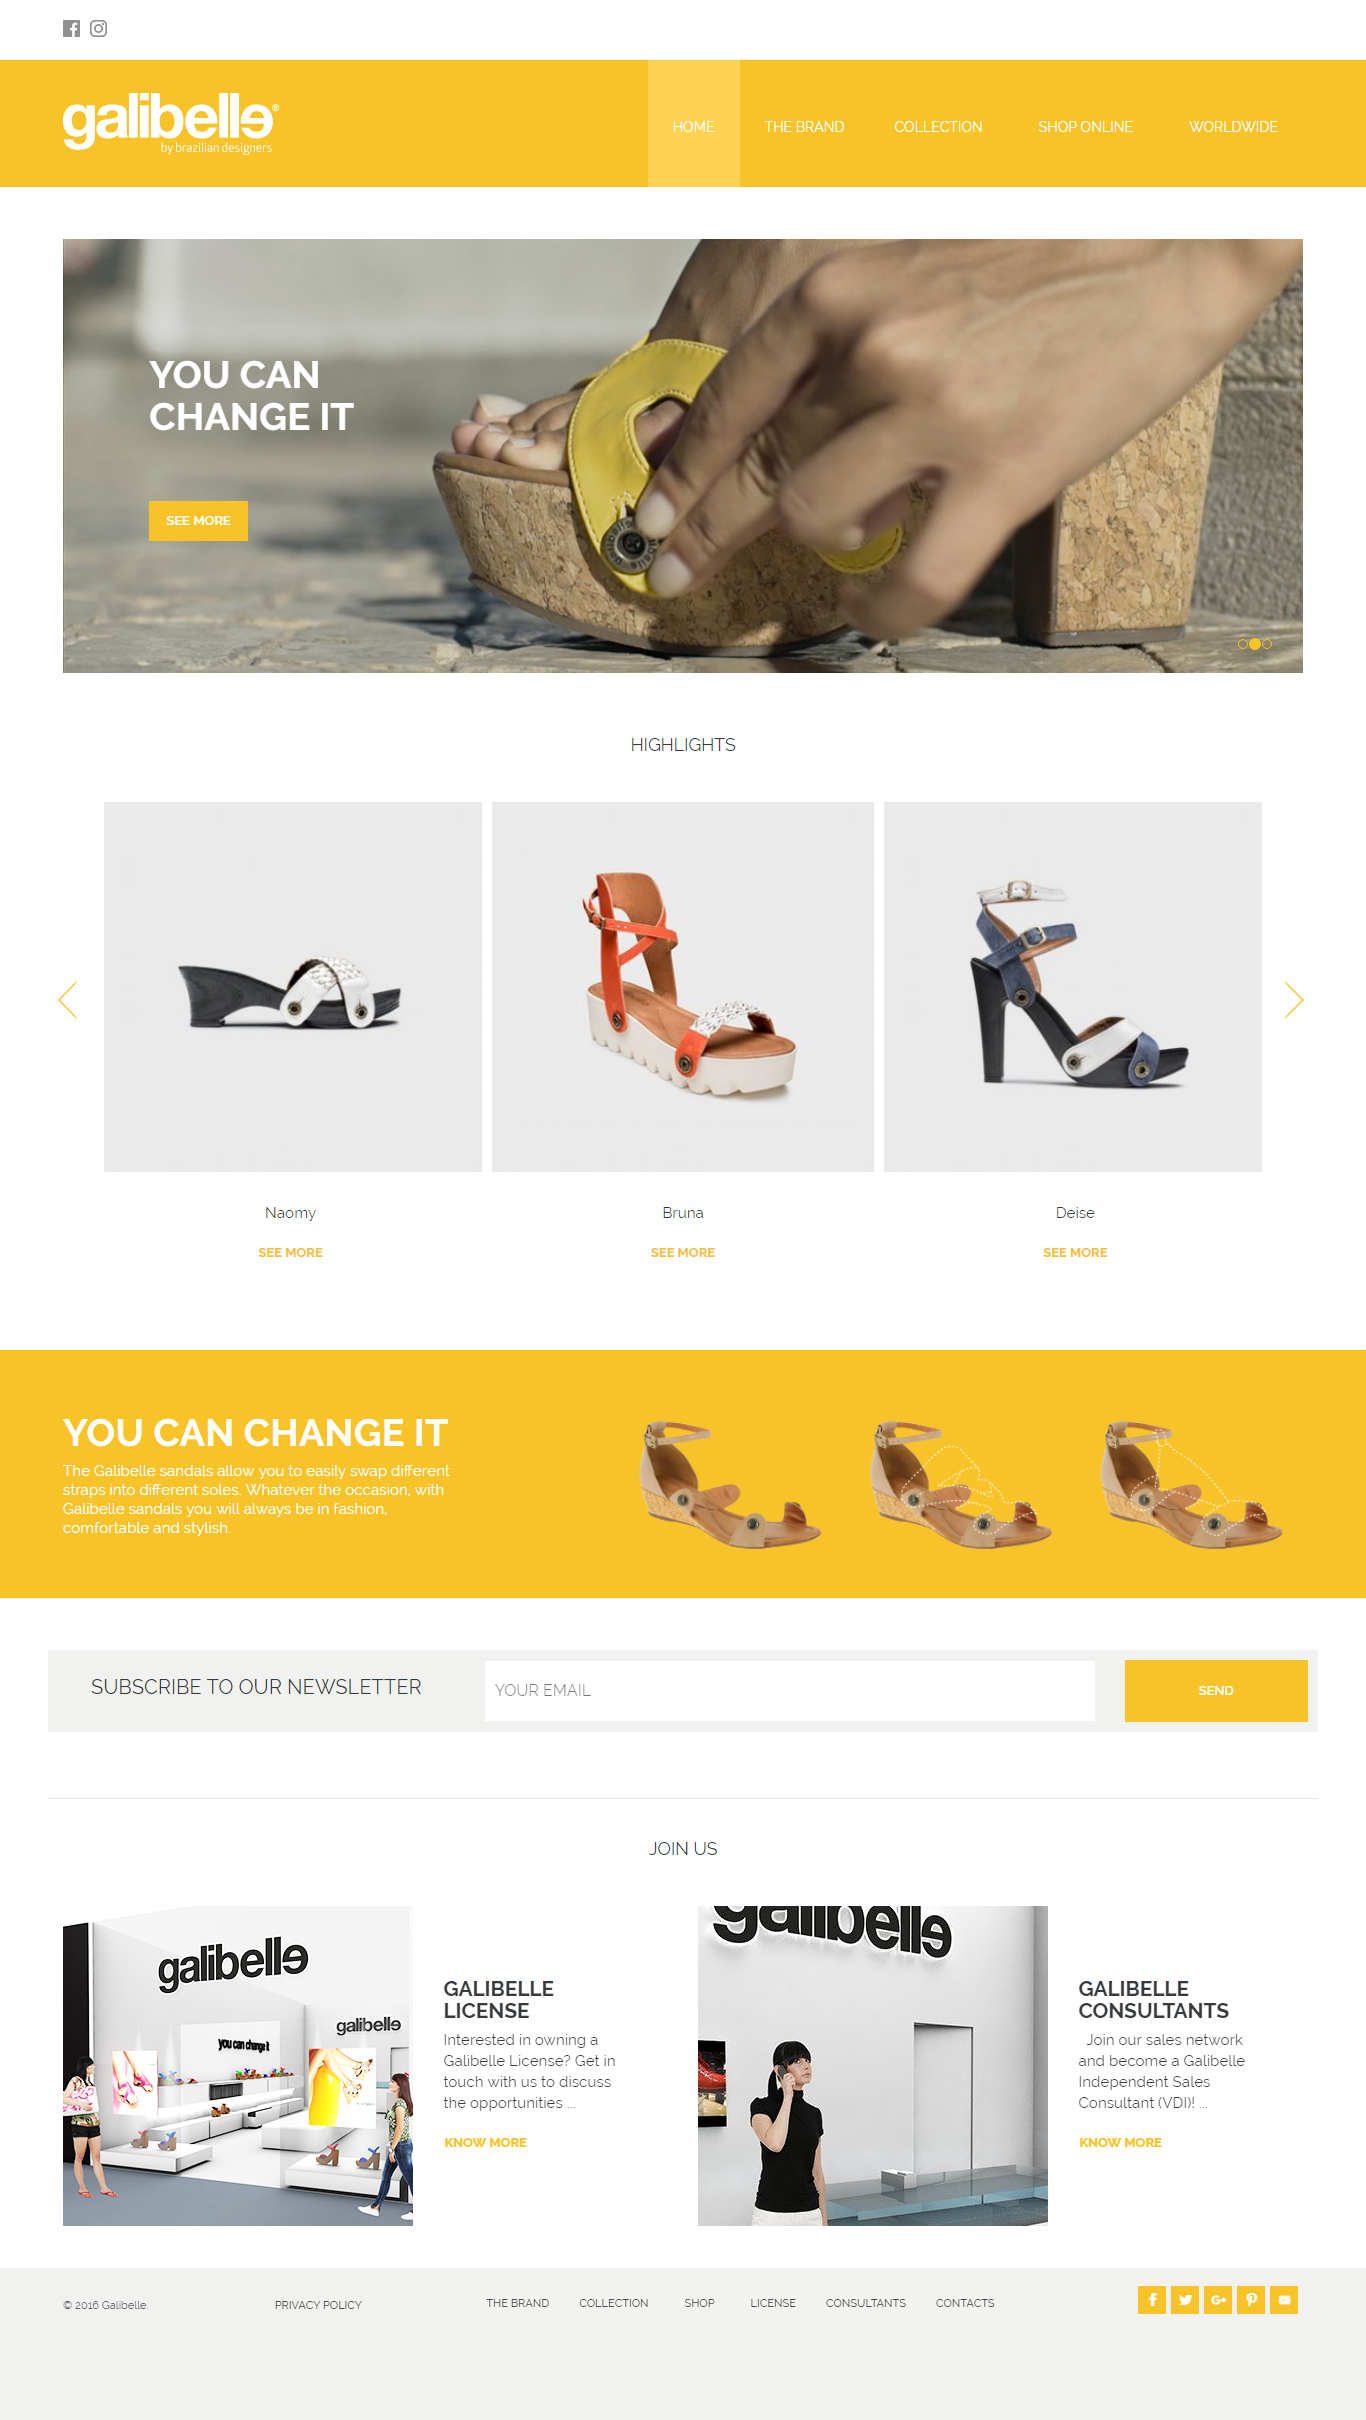 galibelle®
by brazilian designers
HOME THE BRAND COLLECTION SHOP ONLINE WORLDWIDE
YOU CAN
CHANGE IT
SEE MORE
HIGHLIGHTS
Naomy Bruna Deise
SEE MORE SEE MORE SEE MORE
YOU CAN CHANGE IT
The Galibelle sandals allow you to easily swap different
straps into different soles. Whatever the occasion, with
Galibelle sandals you will always be in fashion,
comfortable and stylish.
SUBSCRIBE TO OUR NEWSLETTER
YOUR EMAIL
SEND
JOIN US
galibelle
galibelle
you can change it
GALIBELLE
LICENSE
Interested in owning a
Galibelle License? Get in
touch with us to discuss
the opportunities ...
KNOW MORE
galibelle
GALIBELLE
CONSULTANTS
Join our sales network
and become a Galibelle
Independent Sales
Consultant (VDI)! ...
KNOW MORE
© 2016 Galibelle. PRIVACY POLICY THE BRAND COLLECTION SHOP LICENSE CONSULTANTS CONTACTS